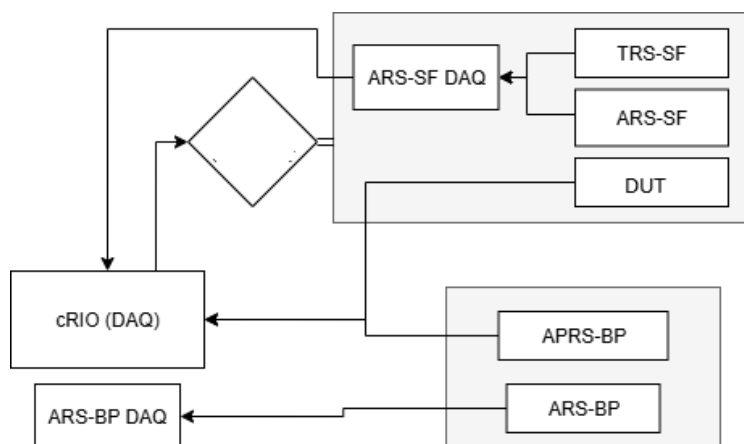 TRS-SF
ARS-SF DAQ
ARS-SF
DUT
cRIO (DAQ)
APRS-BP
ARS-BP DAQ
ARS-BP